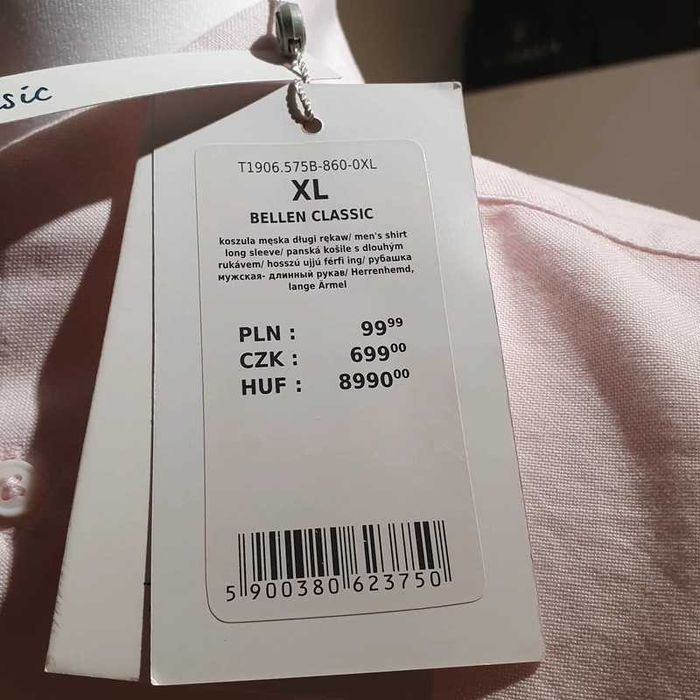 sic
T1906.575B-860-0XL
XL
BELLEN CLASSIC
koszula męska długi rękaw/ men's shirt
long sleeve/ panská košile s dlouhým
rukávem/ hosszú ujjú férfi ing/ рубашка
мужская- длинный рукав/ Herrenhemd,
lange Ärmel
PLN : 99⁹⁹
CZK : 699⁰⁰
HUF : 8990⁰⁰
5 900380 623750